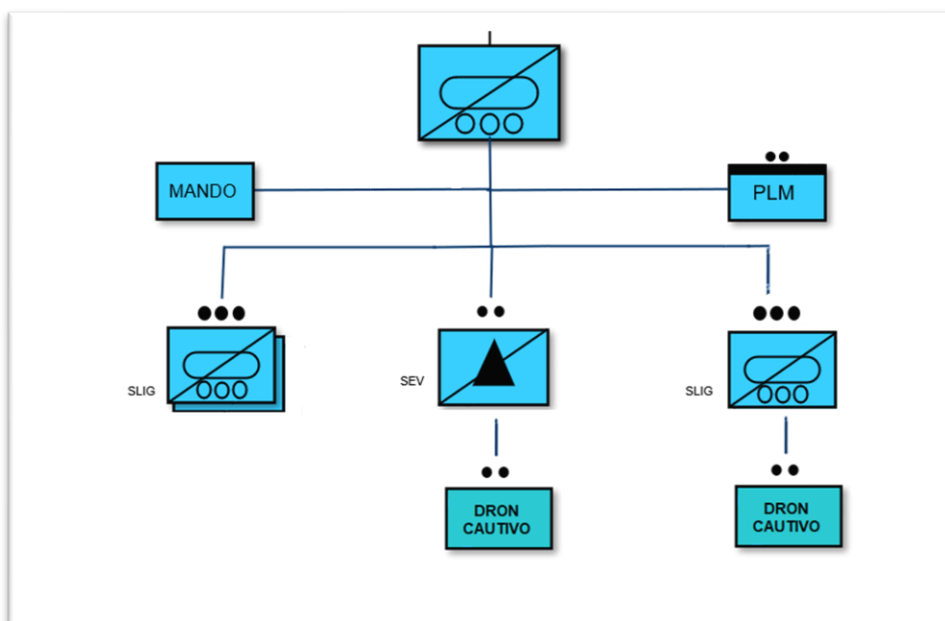 MANDO
PLM
SLIG
SEV
SLIG
DRON
CAUTIVO
DRON
CAUTIVO